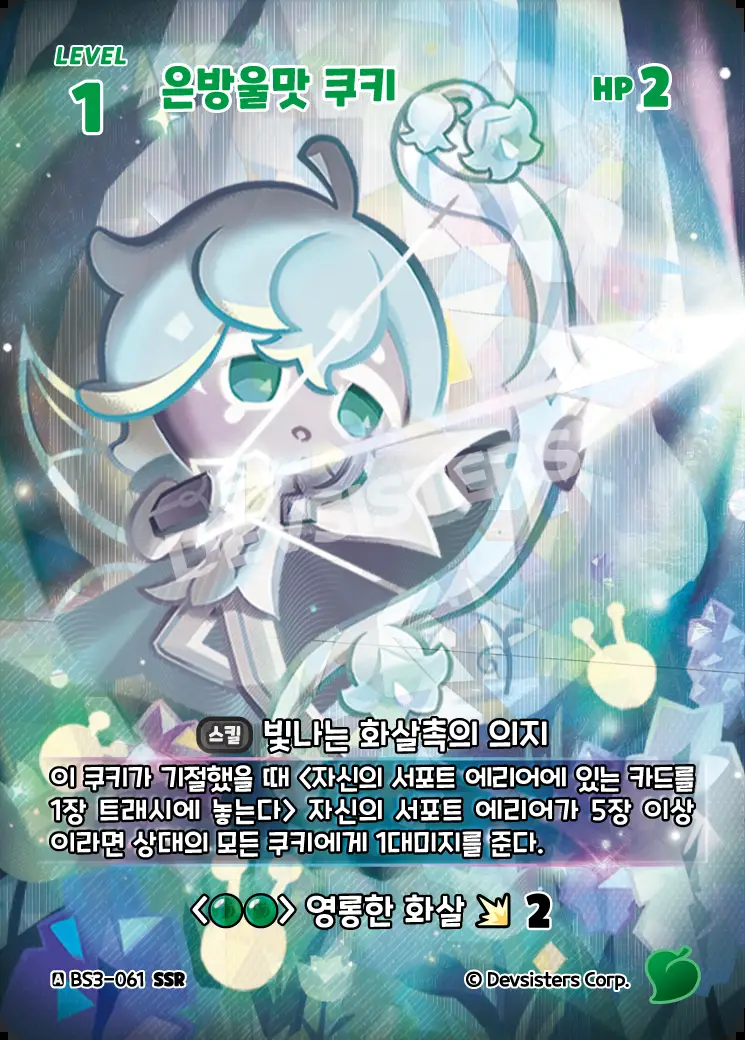 LEVEL
1
은방울맛 쿠키
HP 2
DEVSISTERS
스킬 빛나는 화살촉의 의지
이 쿠키가 기절했을 때 <자신의 서포트 에리어에 있는 카드를
1장 트래시에 놓는다> 자신의 서포트 에리어가 5장 이상
이라면 상대의 모든 쿠키에게 1대미지를 준다.
< > 영롱한 화살 2
A BS3-061 SSR
© Devsisters Corp.